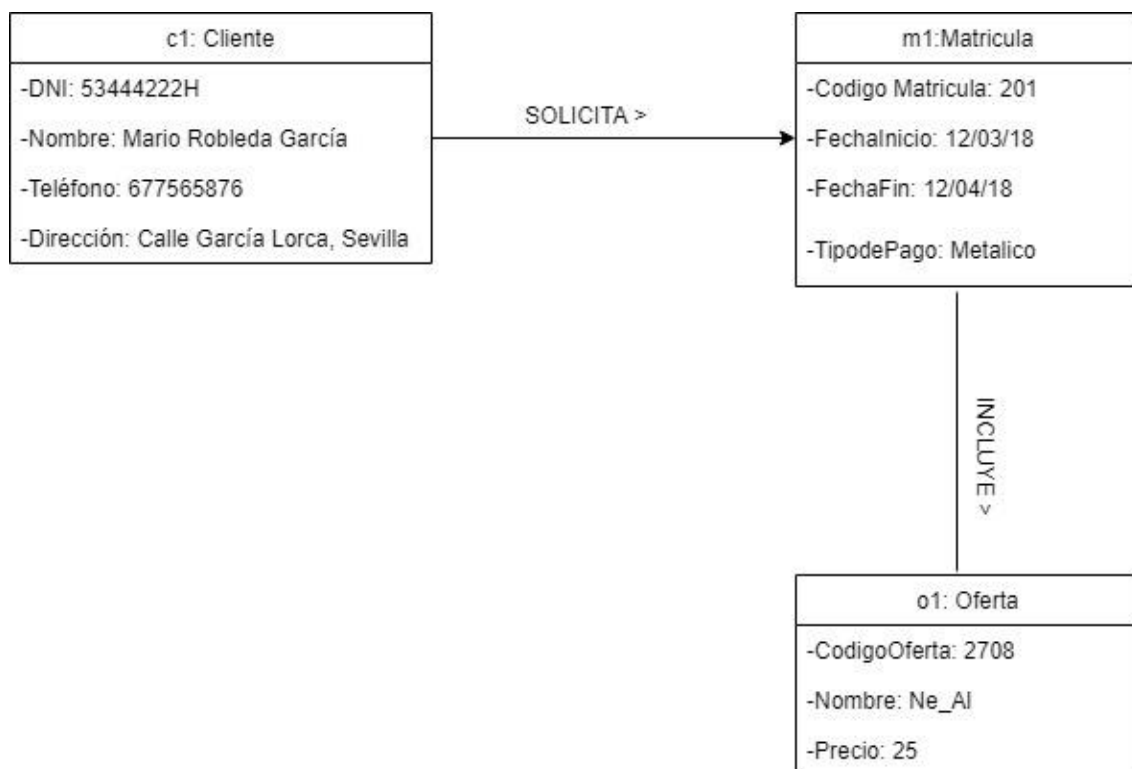 c1: Cliente
-DNI: 53444222H
-Nombre: Mario Robleda García
-Teléfono: 677565876
-Dirección: Calle García Lorca, Sevilla
SOLICITA >
m1:Matricula
-Codigo Matricula: 201
-FechaInicio: 12/03/18
-FechaFin: 12/04/18
-TipodePago: Metalico
INCLUYE >
o1: Oferta
-CodigoOferta: 2708
-Nombre: Ne_Al
-Precio: 25